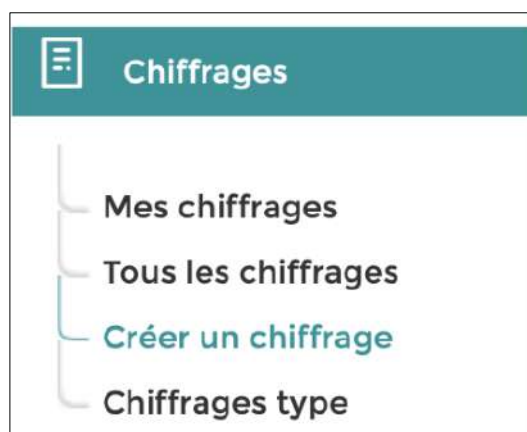 Chiffrages
Mes chiffrages
Tous les chiffrages
Créer un chiffrage
Chiffrages type